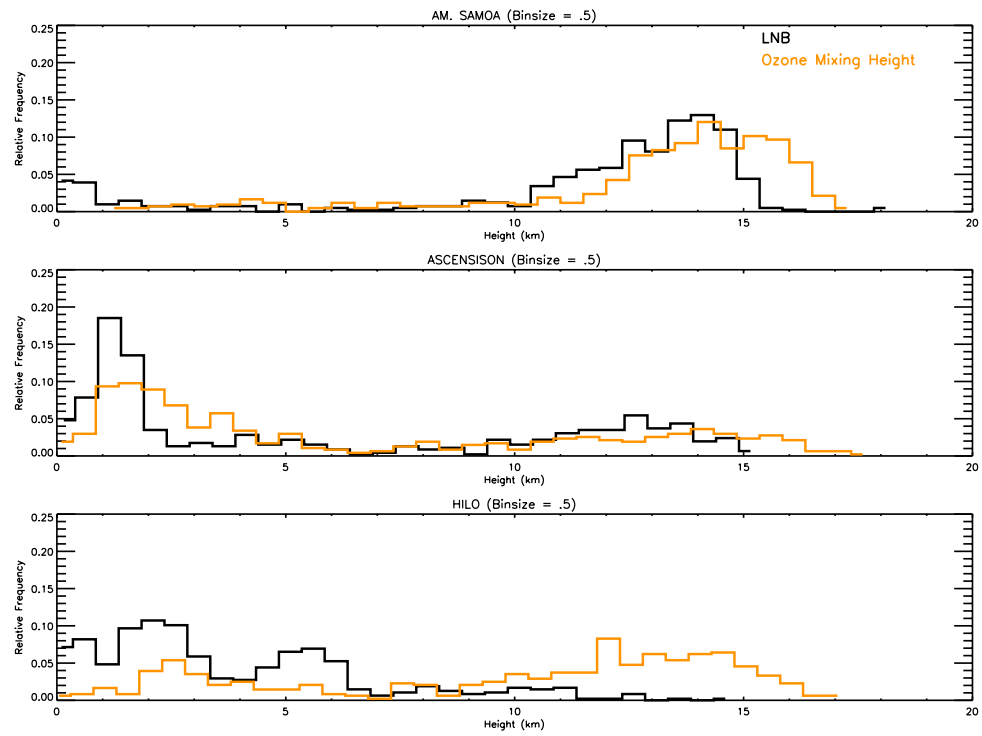 AM. SAMOA (Binsize = .5)
LNB
Ozone Mixing Height
Relative Frequency
0.25
0.20
0.15
0.10
0.05
0.00
0 5 10 15 20
Height (km)
ASCENSISON (Binsize = .5)
Relative Frequency
0.25
0.20
0.15
0.10
0.05
0.00
0 5 10 15 20
Height (km)
HILO (Binsize = .5)
Relative Frequency
0.25
0.20
0.15
0.10
0.05
0.00
0 5 10 15 20
Height (km)